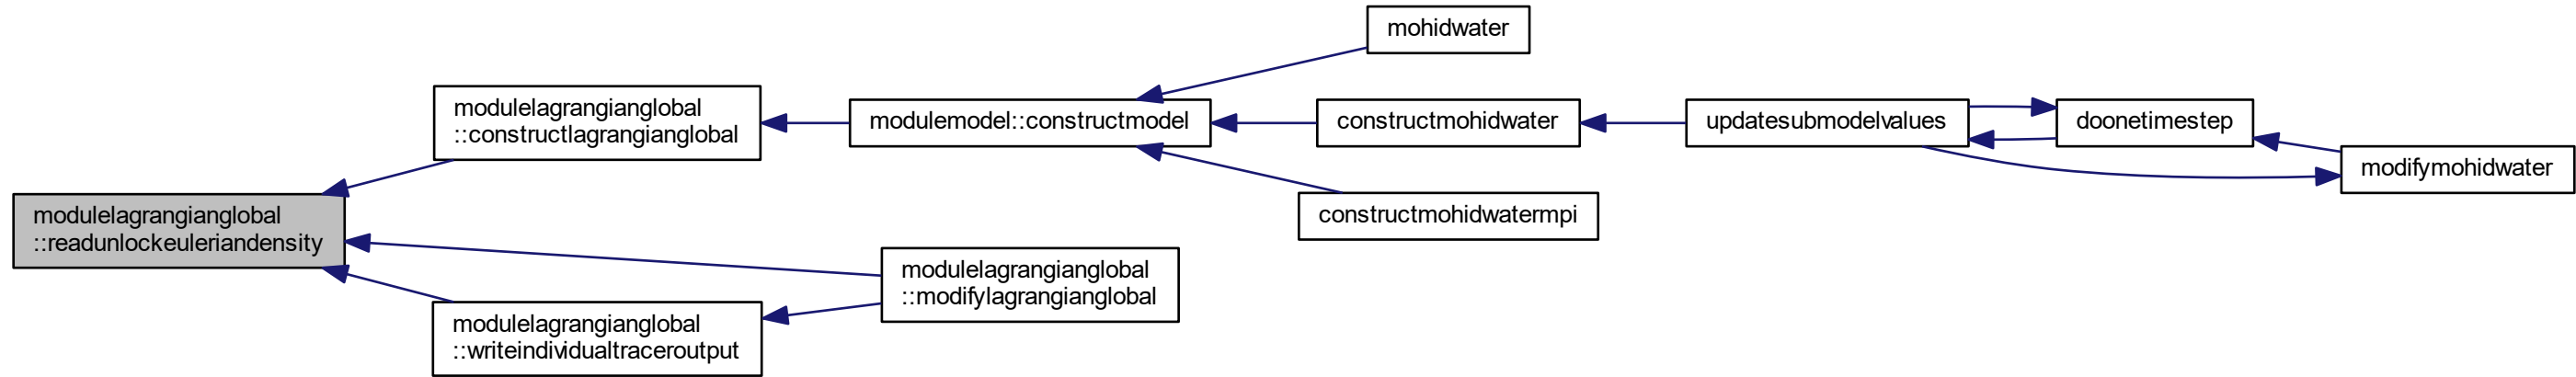 mohidwater
modulelagrangianglobal
::constructlagrangianglobal
modulemodel::constructmodel
constructmohidwater
updatesubmodelvalues
doonetimestep
modifymohidwater
constructmohidwatermpi
modulelagrangianglobal
::readunlockeuleriandensity
modulelagrangianglobal
::modifylagrangianglobal
modulelagrangianglobal
::writeindividualtraceroutput